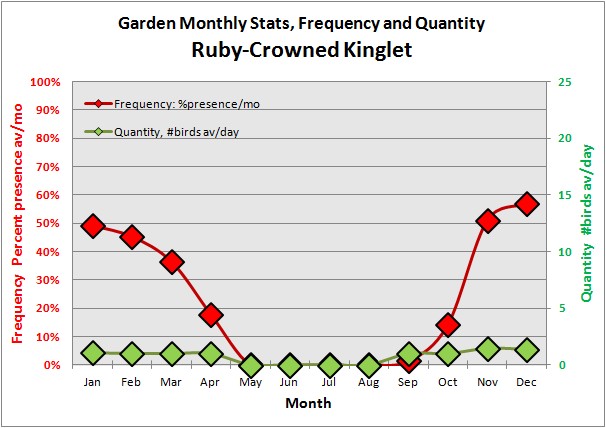 Garden Monthly Stats, Frequency and Quantity
Ruby-Crowned Kinglet
Frequency  Percent presence av/mo
100%
90%
80%
70%
60%
50%
40%
30%
20%
10%
0%
Frequency: %presence/mo
Quantity, #birds av/day
25
20
15
10
5
0
Quantity  #birds av/day
Jan Feb Mar Apr May Jun Jul Aug Sep Oct Nov Dec
Month